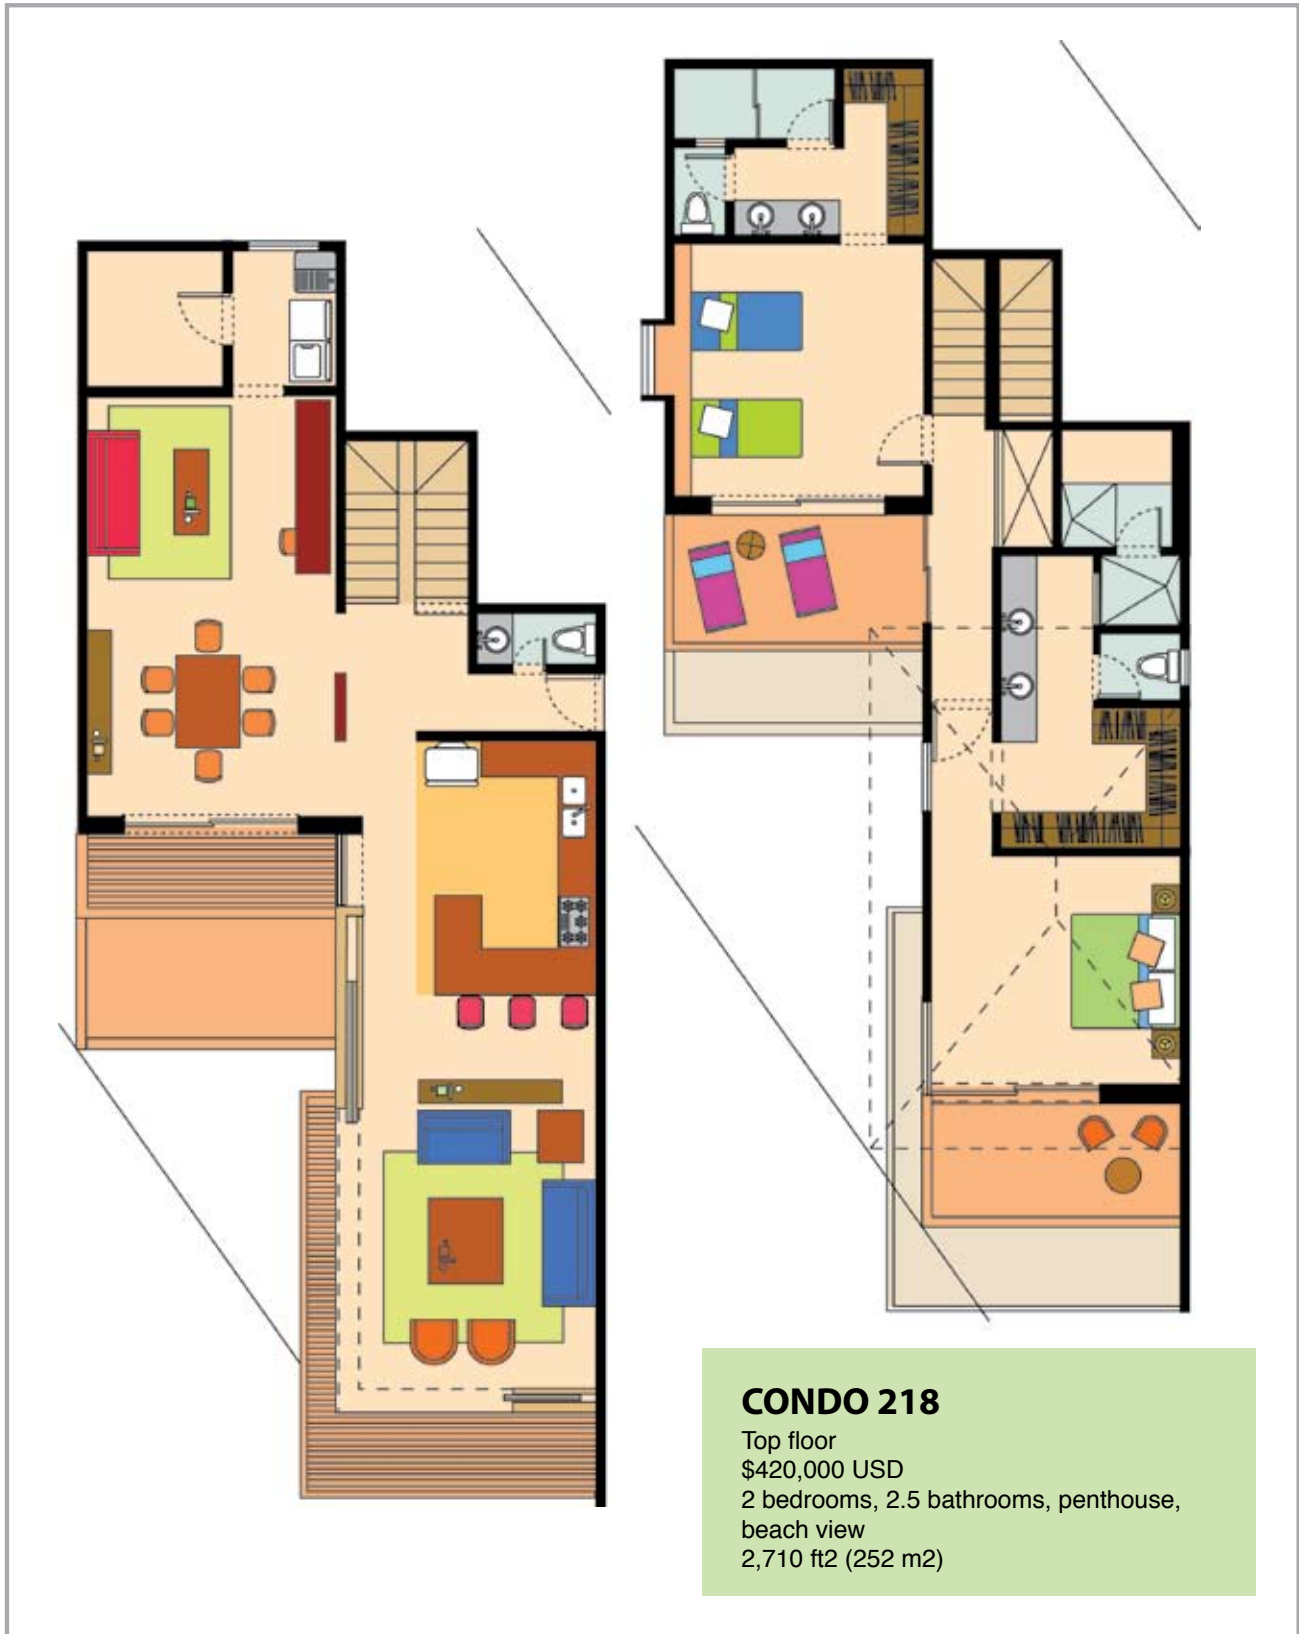 CONDO 218
Top floor
$420,000 USD
2 bedrooms, 2.5 bathrooms, penthouse,
beach view
2,710 ft2 (252 m2)